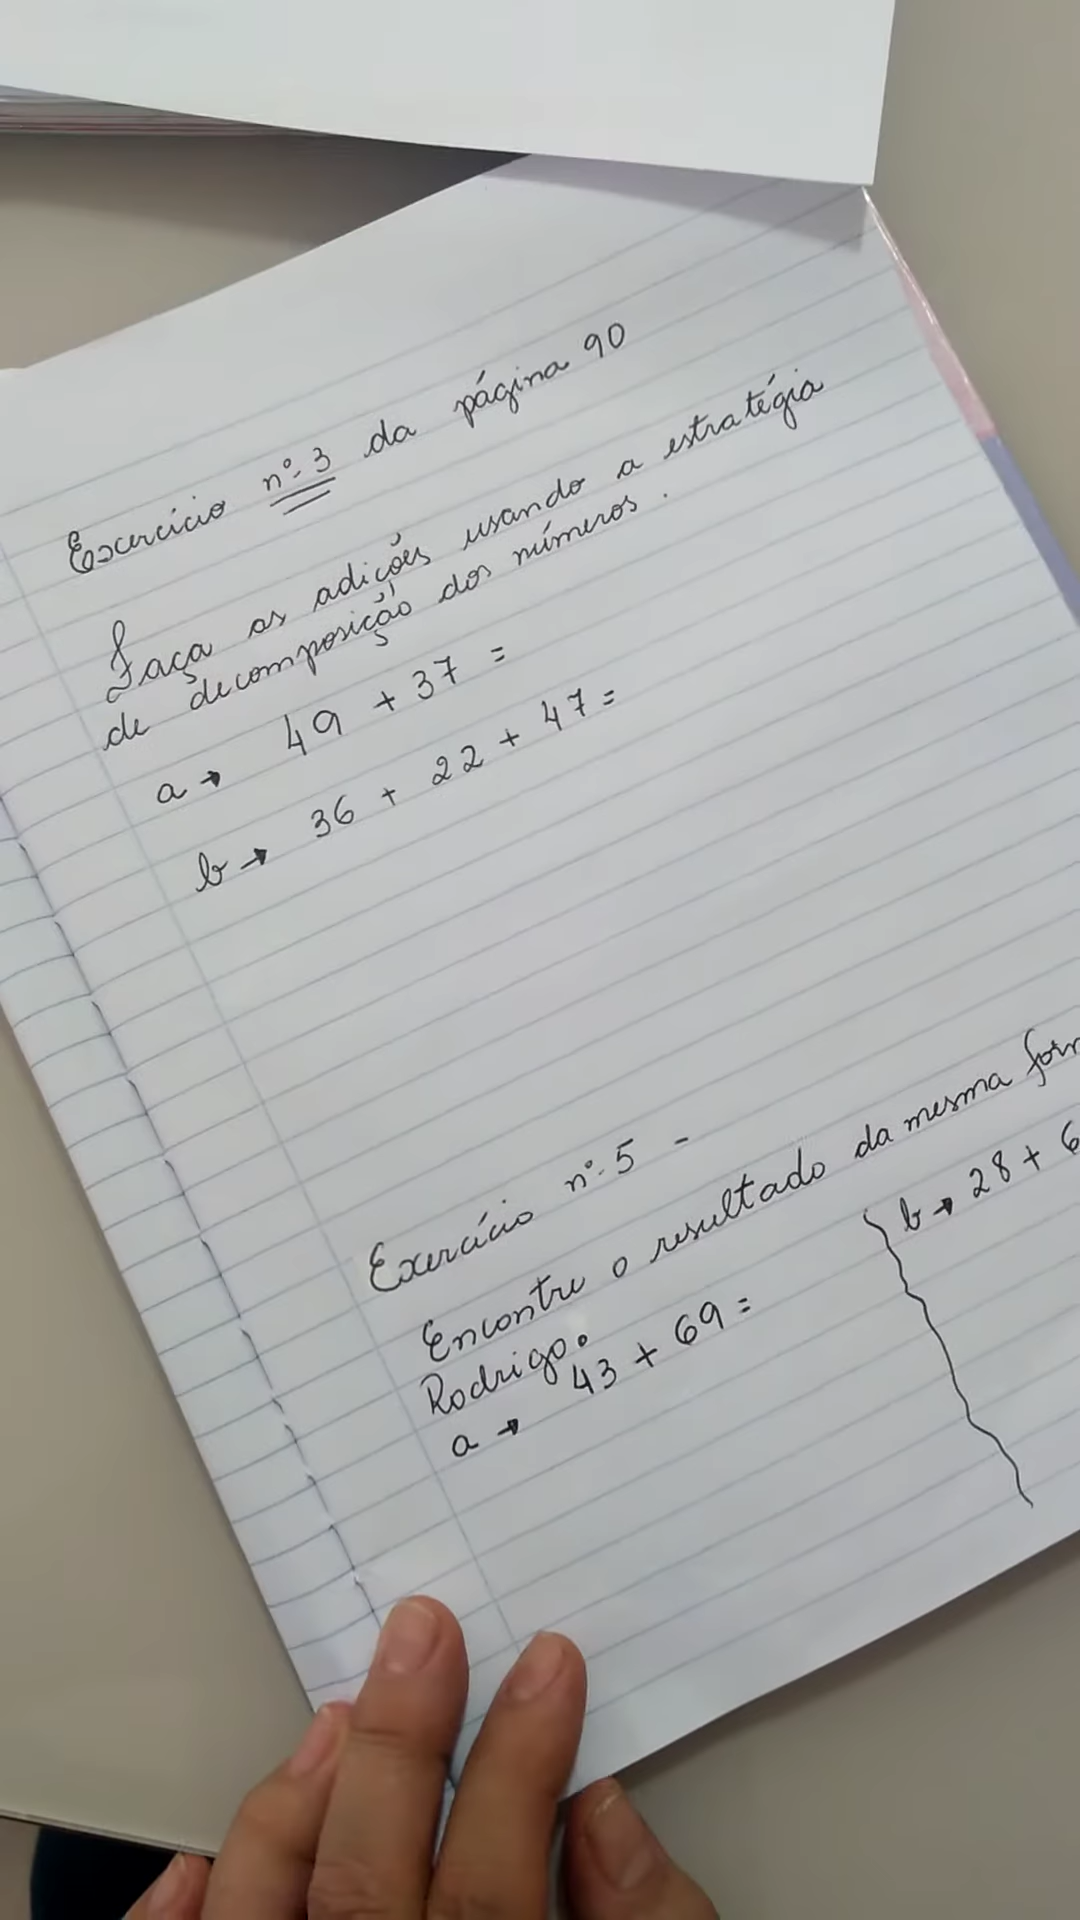 Exercício nº 3 da página 90
Faça as adições usando a estratégia
de decomposição dos números.
a → 49 + 37 =
b → 36 + 22 + 47 =
Exercício nº 5 -
Encontre o resultado da mesma
Rodrigo.
a → 43 + 69 =
b → 28 +